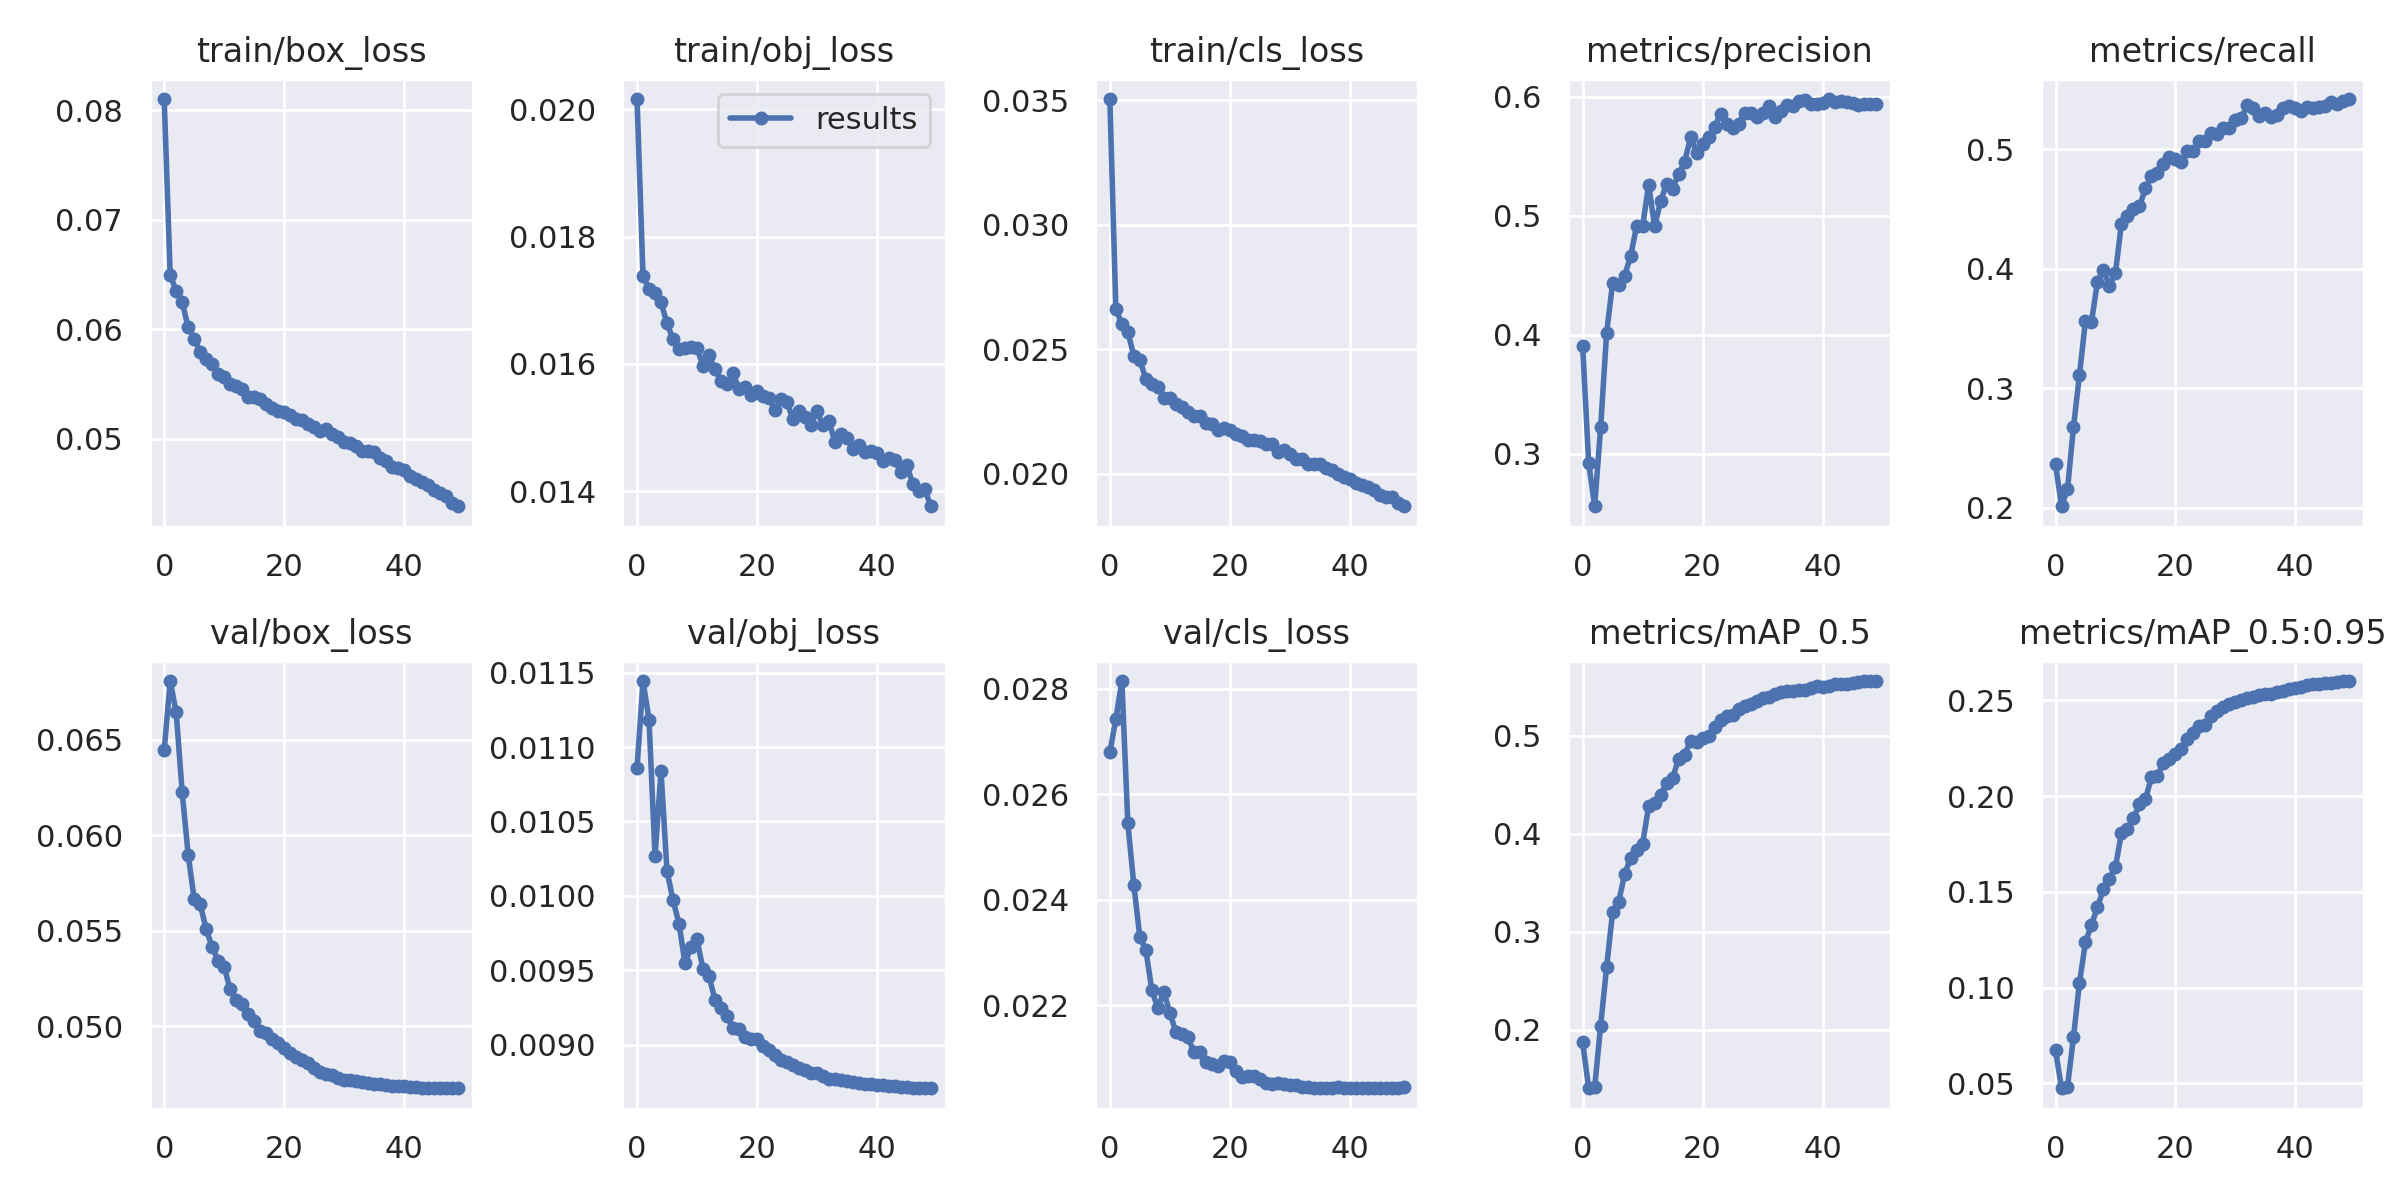 train/box_loss
0.08
0.07
0.06
0.05
0 20 40
train/obj_loss
results
0.020
0.018
0.016
0.014
0 20 40
train/cls_loss
0.035
0.030
0.025
0.020
0 20 40
metrics/precision
0.6
0.5
0.4
0.3
0 20 40
metrics/recall
0.5
0.4
0.3
0.2
0 20 40
val/box_loss
0.065
0.060
0.055
0.050
0 20 40
val/obj_loss
0.0115
0.0110
0.0105
0.0100
0.0095
0.0090
0 20 40
val/cls_loss
0.028
0.026
0.024
0.022
0 20 40
metrics/mAP_0.5
0.5
0.4
0.3
0.2
0 20 40
metrics/mAP_0.5:0.95
0.25
0.20
0.15
0.10
0.05
0 20 40